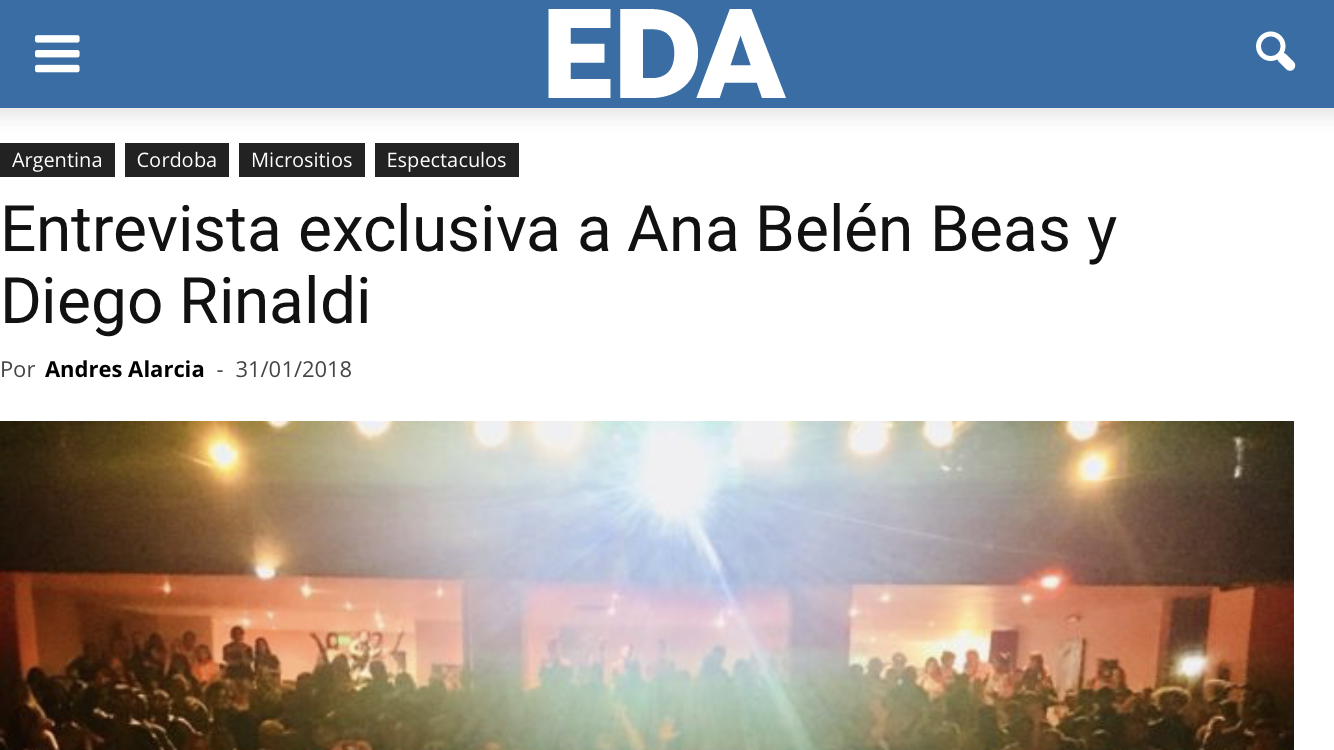 EDA
Argentina Cordoba Micrositios Espectaculos
Entrevista exclusiva a Ana Belén Beas y
Diego Rinaldi
Por Andres Alarcia - 31/01/2018